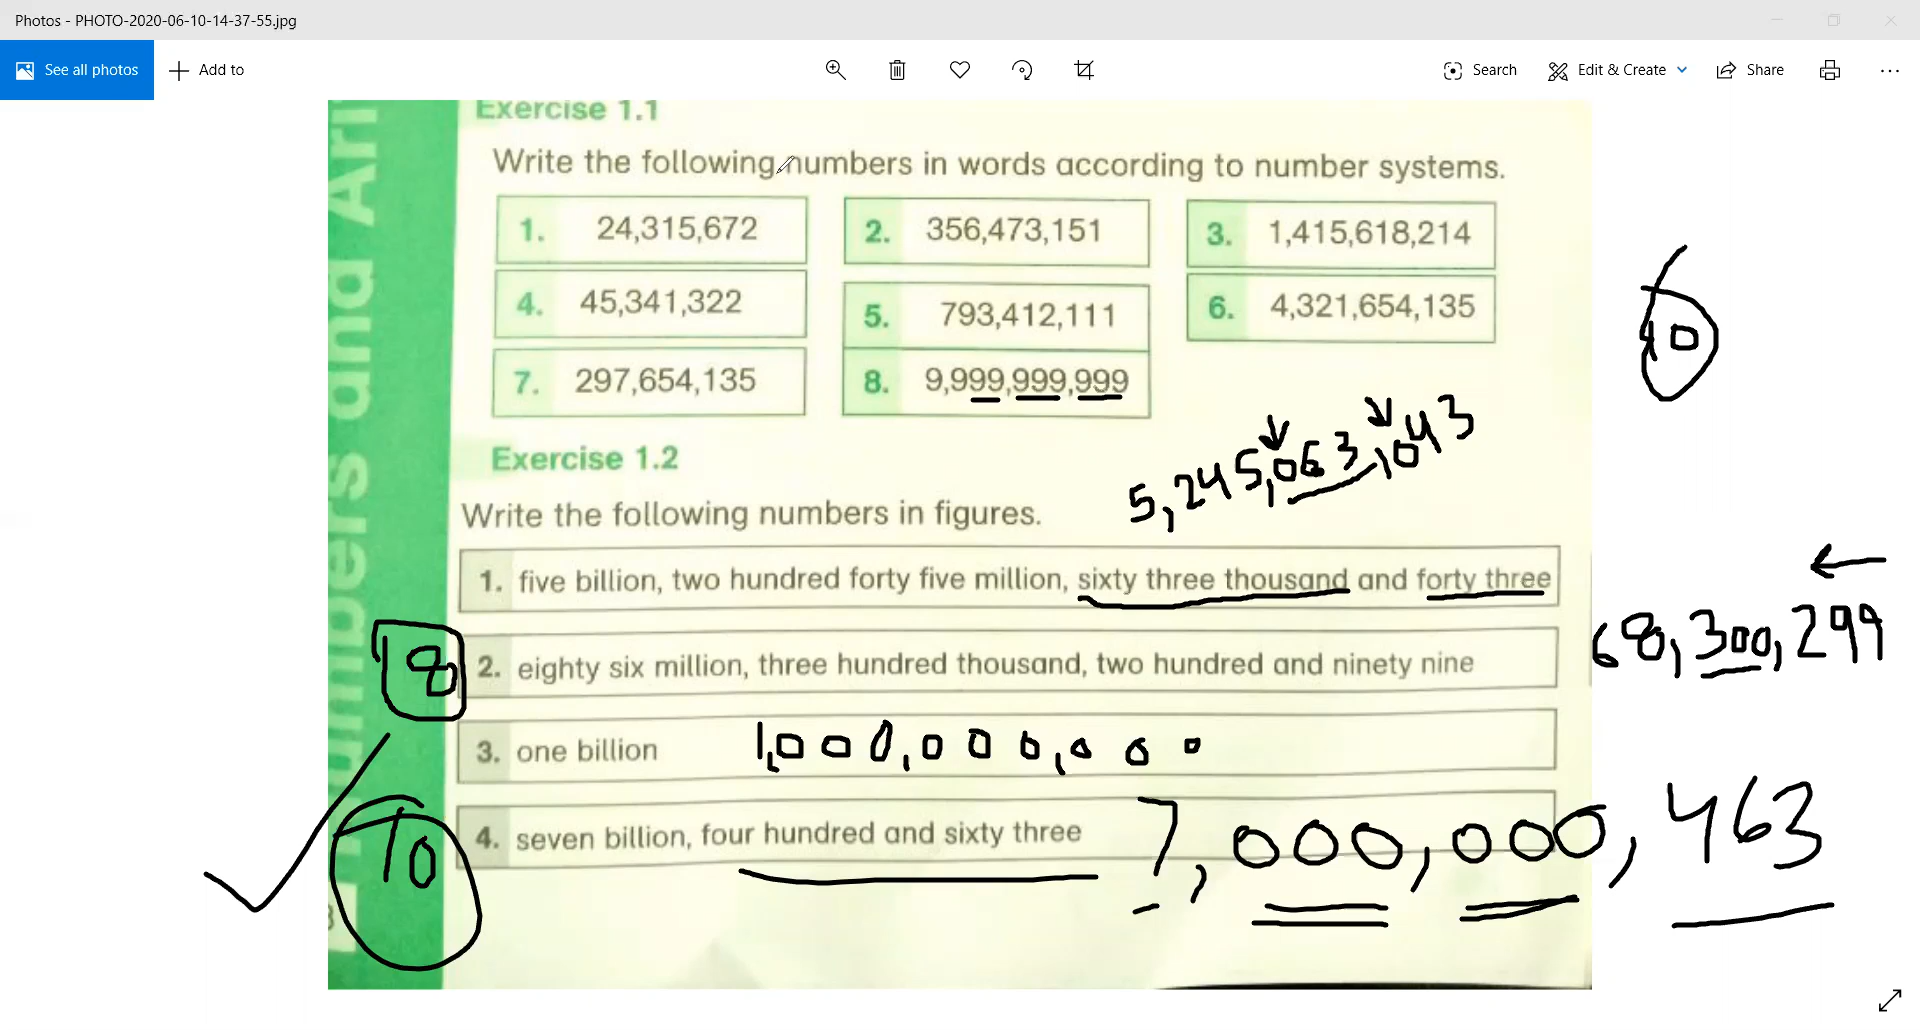 Photos - PHOTO-2020-06-10-14-37-55.jpg
See all photos
Add to
Search
Edit & Create
Share
Numbers and Ari
Exercise 1.1
Write the following numbers in words according to number systems.
1. 24,315,672
2. 356,473,151
3. 1,415,618,214
4. 45,341,322
5. 793,412,111
6. 4,321,654,135
7. 297,654,135
8. 9,999,999,999
10
5,245,063,043
Exercise 1.2
Write the following numbers in figures.
1. five billion, two hundred forty five million, sixty three thousand and forty three
8
2. eighty six million, three hundred thousand, two hundred and ninety nine
68,300,299
3. one billion 1,000,000,000
4. seven billion, four hundred and sixty three 7,000,000,463
10